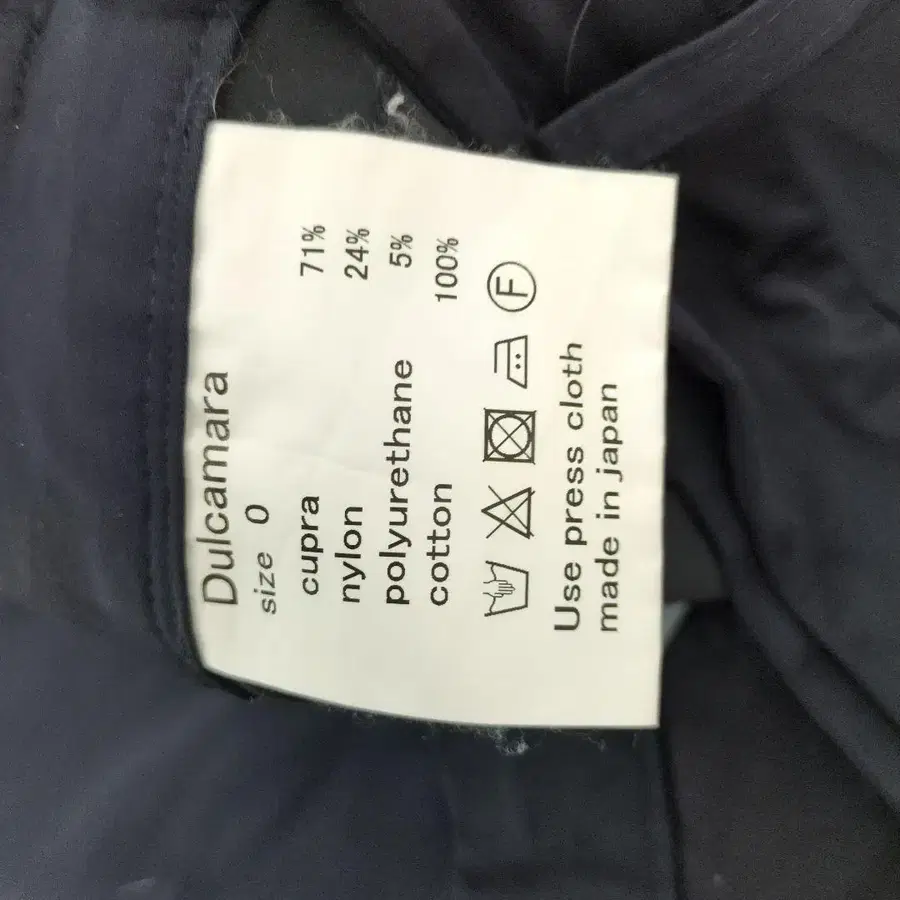 Dulcamara
size 0
cupra 71%
nylon 24%
polyurethane 5%
cotton 100%
F
Use press cloth
made in japan